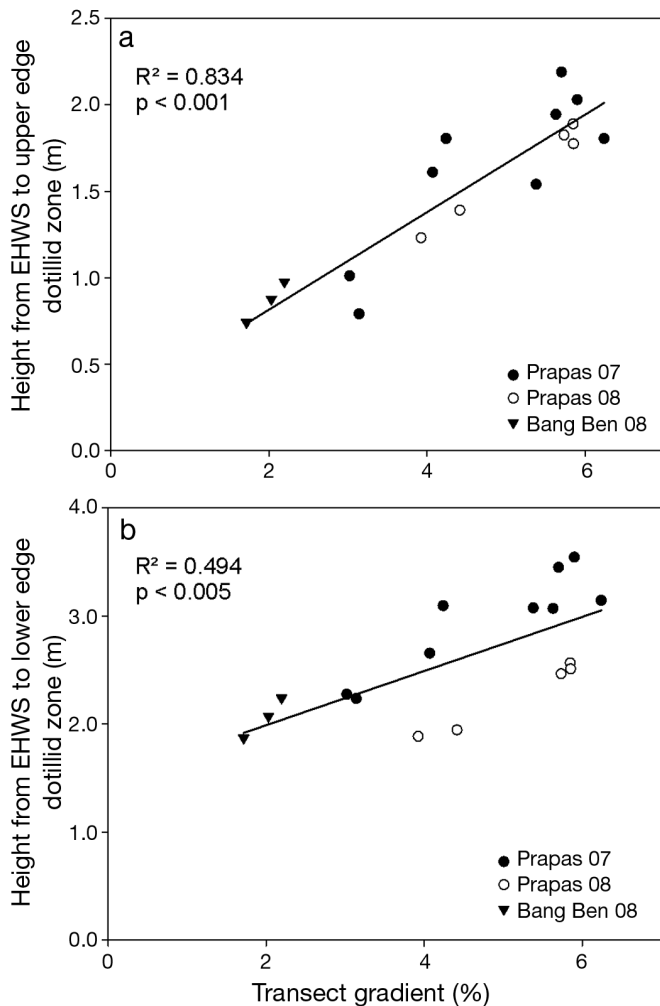 a
R² = 0.834
p < 0.001
Height from EHWS to upper edge
dotillid zone (m)
2.5
2.0
1.5
1.0
0.5
0.0
Prapas 07
Prapas 08
Bang Ben 08
0
2
4
6
b
R² = 0.494
p < 0.005
Height from EHWS to lower edge
dotillid zone (m)
4.0
3.0
2.0
1.0
0.0
Prapas 07
Prapas 08
Bang Ben 08
0
2
4
6
Transect gradient (%)